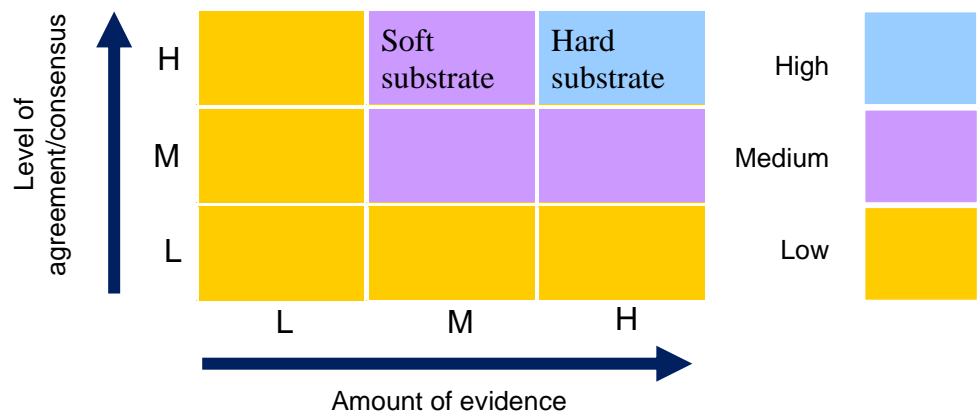 Level of
agreement/consensus
H
Soft
substrate
Hard
substrate
High
M
Medium
L
Low
L
M
H
Amount of evidence